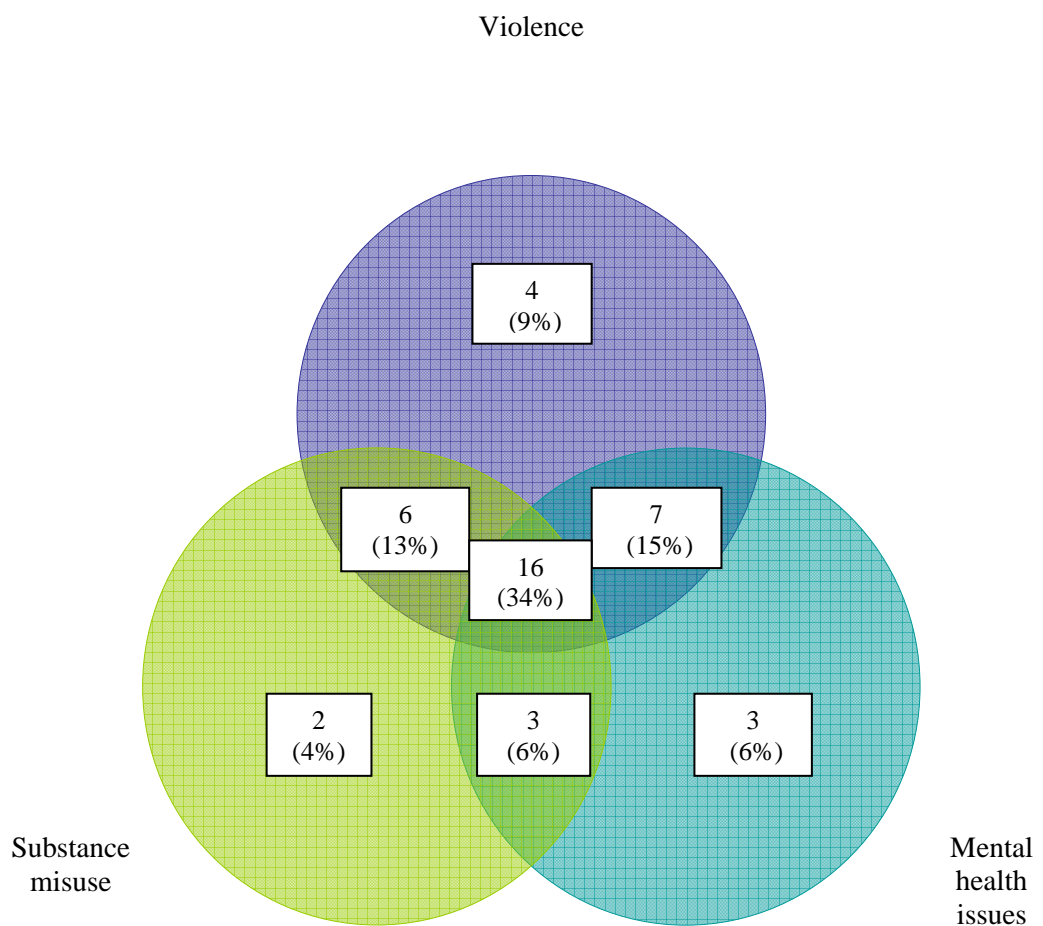 Violence
4
(9%)
6
(13%)
7
(15%)
16
(34%)
2
(4%)
3
(6%)
3
(6%)
Substance
misuse
Mental
health
issues